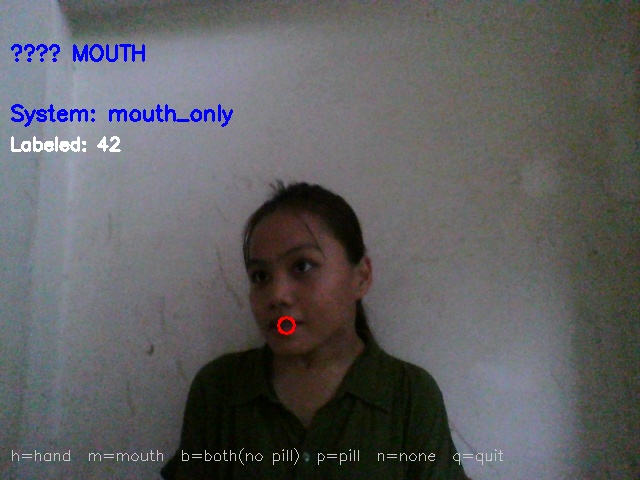 ???? MOUTH
System: mouth_only
Labeled: 42
h=hand m=mouth b=both(no pill) p=pill n=none q=quit